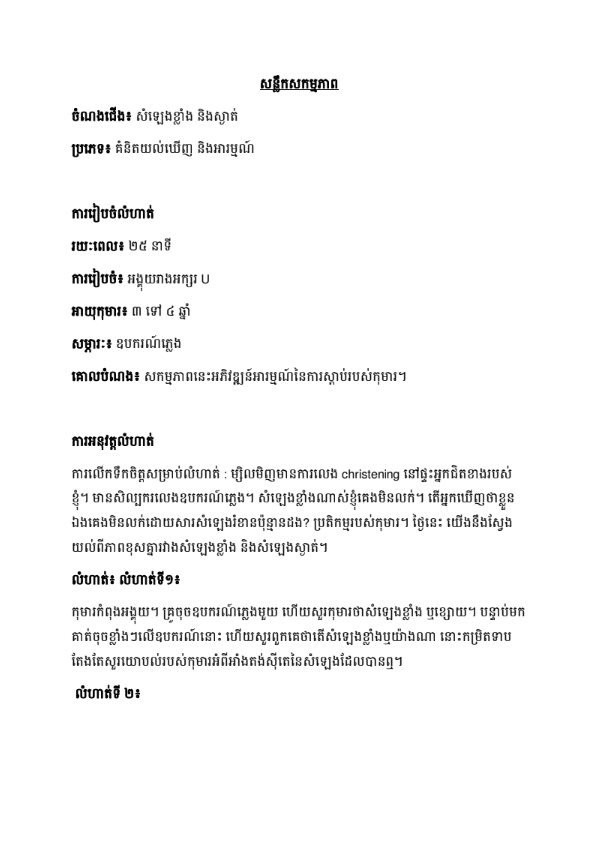 សន្លឹកសកម្មភាព
ចំណងជើង៖ សំឡេងខ្លាំង និងស្ងាត់
ប្រភេទ៖ គំនិតយល់ឃើញ និងអារម្មណ៍
ការរៀបចំលំហាត់
រយៈពេល៖ ២៥ នាទី
ការរៀបចំ៖ អង្គុយរាងអក្សរ U
អាយុកុមារ៖ ៣ ទៅ ៤ ឆ្នាំ
សម្ភារៈ៖ ឧបករណ៍ភ្លេង
គោលបំណង៖ សកម្មភាពនេះអភិវឌ្ឍន៍អារម្មណ៍នៃការស្តាប់របស់កុមារ។
ការអនុវត្តលំហាត់
ការលើកទឹកចិត្តសម្រាប់លំហាត់ : ម្សិលមិញមានការលេង christening នៅផ្ទះអ្នកជិតខាងរបស់
ខ្ញុំ។ មានសិល្បករលេងឧបករណ៍ភ្លេង។ សំឡេងខ្លាំងណាស់ខ្ញុំគេងមិនលក់។ តើអ្នកឃើញថាខ្លួន
ឯងគេងមិនលក់ដោយសារសំឡេងរំខានប៉ុន្មានដង? ប្រតិកម្មរបស់កុមារ។ ថ្ងៃនេះ យើងនឹងស្វែង
យល់ពីភាពខុសគ្នារវាងសំឡេងខ្លាំង និងសំឡេងស្ងាត់។
លំហាត់៖ លំហាត់ទី១៖
កុមារកំពុងអង្គុយ។ គ្រូចុចឧបករណ៍ភ្លេងមួយ ហើយសួរកុមារថាសំឡេងខ្លាំង ឬខ្សោយ។ បន្ទាប់មក
គាត់ចុចខ្លាំងៗលើឧបករណ៍នោះ ហើយសួរពួកគេថាតើសំឡេងខ្លាំងឬយ៉ាងណា នោះកម្រិតទាប
តែងតែសួរយោបល់របស់កុមារអំពីអាំងតង់ស៊ីតេនៃសំឡេងដែលបានឮ។
លំហាត់ទី ២៖